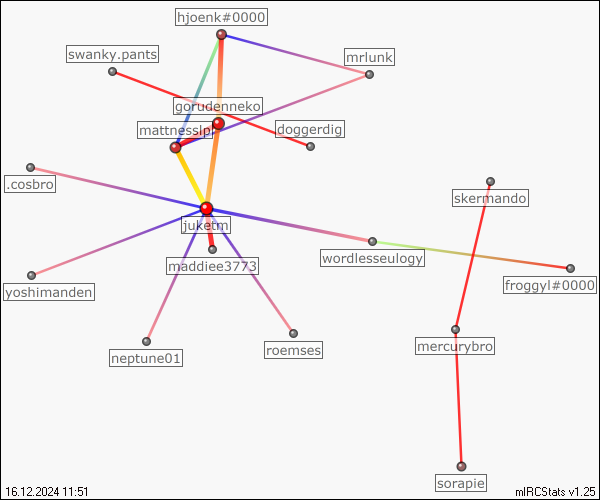 hjoenk#0000
swanky.pants
mrlunk
gorudenneko
mattnesslp
doggerdig
.cosbro
skermando
juketm
wordlesseulogy
maddiee3773
yoshimanden
froggyl#0000
neptune01
roemses
mercurybro
sorapie
16.12.2024 11:51
mIRCStats v1.25